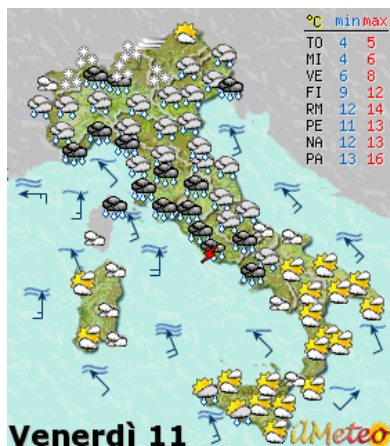 °C min max
TO 4 5
MI 4 6
VE 6 8
FI 9 12
RM 12 14
PE 11 13
NA 12 13
PA 13 16
Venerdì 11 ilMeteo